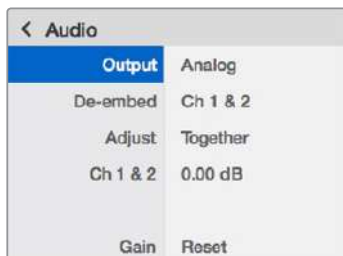 < Audio
Output Analog
De-embed Ch 1 & 2
Adjust Together
Ch 1 & 2 0.00 dB
Gain Reset